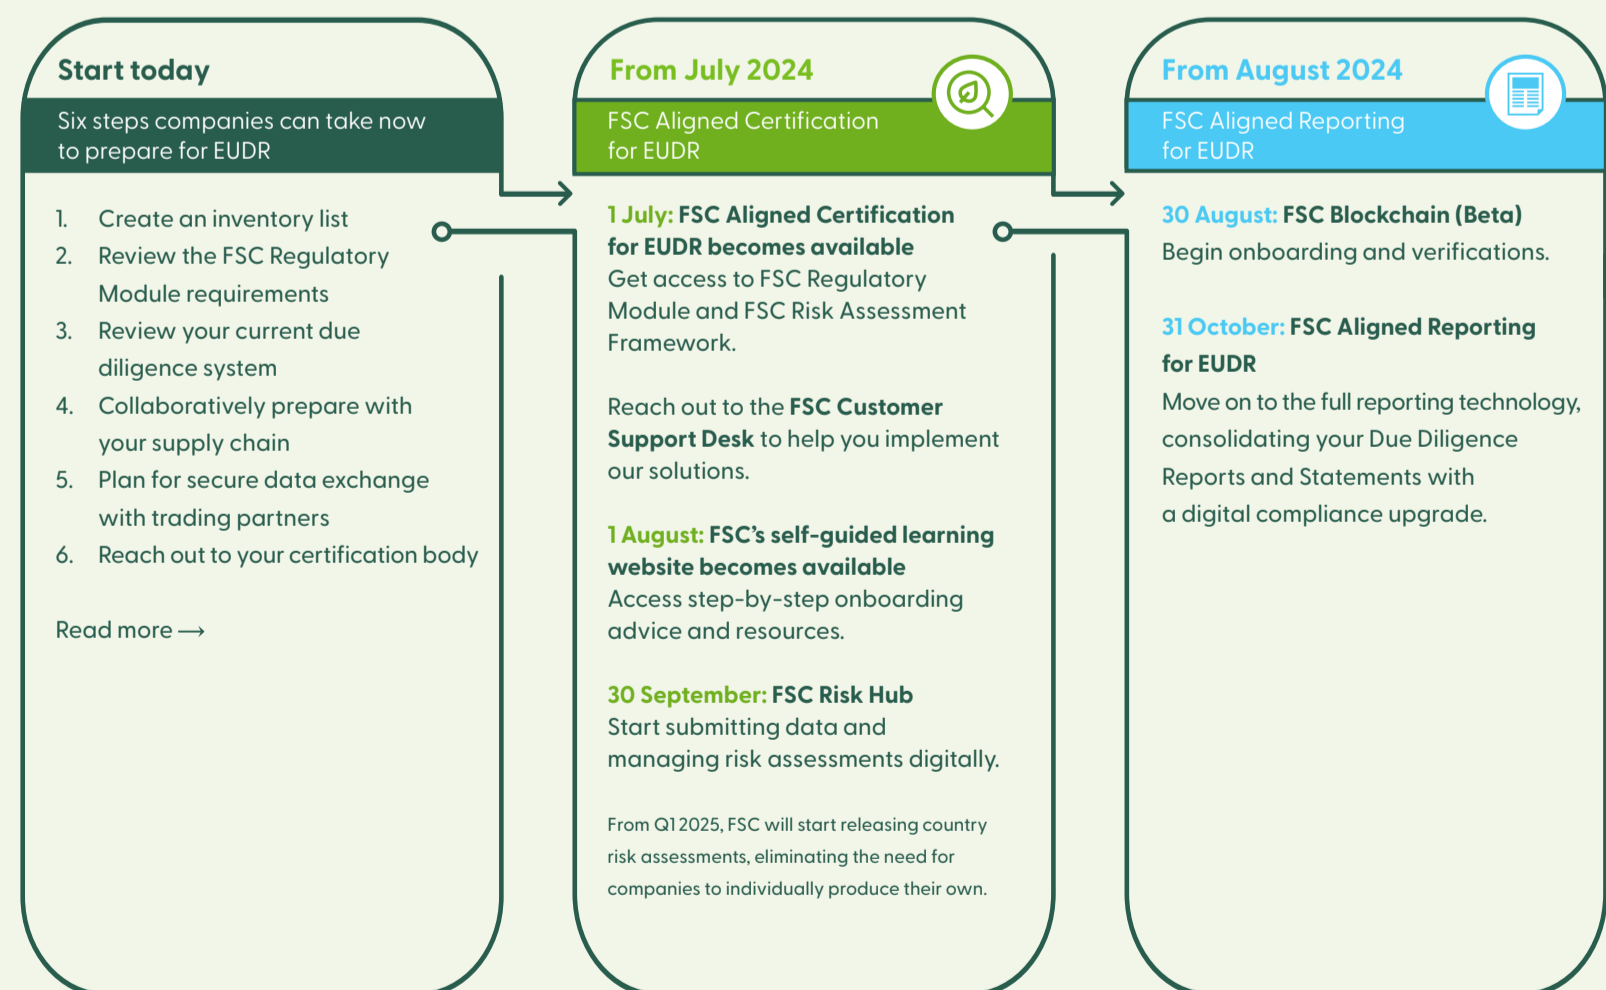 Start today
Six steps companies can take now
to prepare for EUDR
1. Create an inventory list
2. Review the FSC Regulatory
Module requirements
3. Review your current due
diligence system
4. Collaboratively prepare with
your supply chain
5. Plan for secure data exchange
with trading partners
6. Reach out to your certification body
Read more →
From July 2024
FSC Aligned Certification
for EUDR
1 July: FSC Aligned Certification
for EUDR becomes available
Get access to FSC Regulatory
Module and FSC Risk Assessment
Framework.
Reach out to the FSC Customer
Support Desk to help you implement
our solutions.
1 August: FSC’s self-guided learning
website becomes available
Access step-by-step onboarding
advice and resources.
30 September: FSC Risk Hub
Start submitting data and
managing risk assessments digitally.
From Q1 2025, FSC will start releasing country
risk assessments, eliminating the need for
companies to individually produce their own.
From August 2024
FSC Aligned Reporting
for EUDR
30 August: FSC Blockchain (Beta)
Begin onboarding and verifications.
31 October: FSC Aligned Reporting
for EUDR
Move on to the full reporting technology,
consolidating your Due Diligence
Reports and Statements with
a digital compliance upgrade.